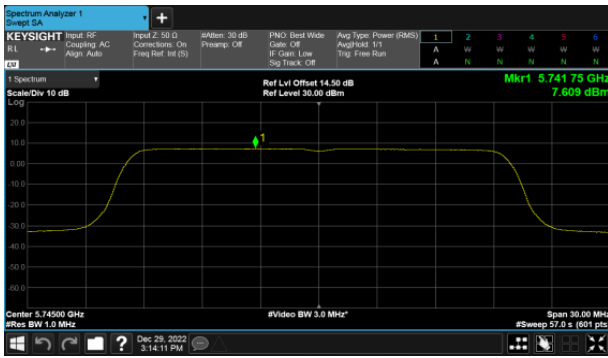 Spectrum Analyzer 1
Swept SA
+
KEYSIGHT Input: RF Input Z: 50 Ω #Atten: 30 dB PNO: Best Wide Avg Type: Power (RMS) 1 2 3 4 5 6
RL Coupling: AC Corrections: On Preamp: Off Gate: Off Avg|Hold: 1/1 A W W W W W
Align: Auto Freq Ref: Int (S) IF Gain: Low Trig: Free Run A N N N N N
Sig Track: Off
LXI
1 Spectrum Ref Lvl Offset 14.50 dB Mkr1 5.741 75 GHz
Scale/Div 10 dB Ref Level 30.00 dBm 7.609 dBm
Log
20.0
10.0
1
0.00
-10.0
-20.0
-30.0
-40.0
-50.0
-60.0
Center 5.74500 GHz #Video BW 3.0 MHz* Span 30.00 MHz
#Res BW 1.0 MHz #Sweep 57.0 s (601 pts)
? Dec 29, 2022
3:14:11 PM